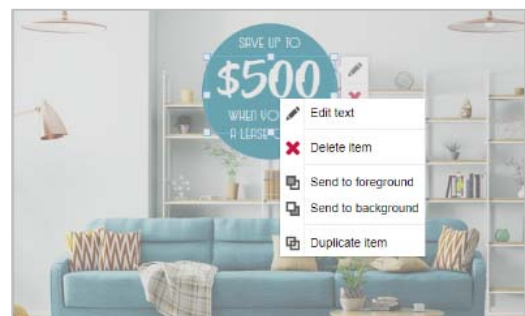 SAVE UP TO
$500
WHEN YO
A LEASE
Edit text
Delete item
Send to foreground
Send to background
Duplicate item